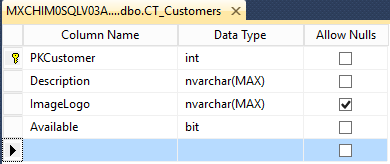 MXCHIM0SQLV03A....dbo.CT_Customers
Column Name Data Type Allow Nulls
PKCustomer int
Description nvarchar(MAX)
ImageLogo nvarchar(MAX)
Available bit